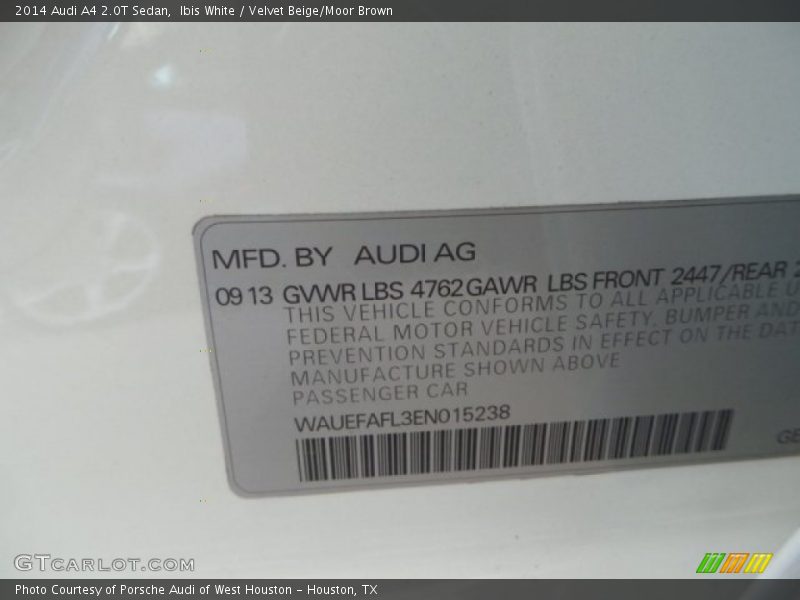 2014 Audi A4 2.0T Sedan,  Ibis White / Velvet Beige/Moor Brown
MFD. BY AUDI AG
09 13 GVWR LBS 4762 GAWR LBS FRONT 2447/REAR 2
THIS VEHICLE CONFORMS TO ALL APPLICABLE U
FEDERAL MOTOR VEHICLE SAFETY, BUMPER AND
PREVENTION STANDARDS IN EFFECT ON THE DAT
MANUFACTURE SHOWN ABOVE
PASSENGER CAR
WAUEFAFL3EN015238
GE
GTCARLOT.COM
Photo Courtesy of Porsche Audi of West Houston - Houston, TX